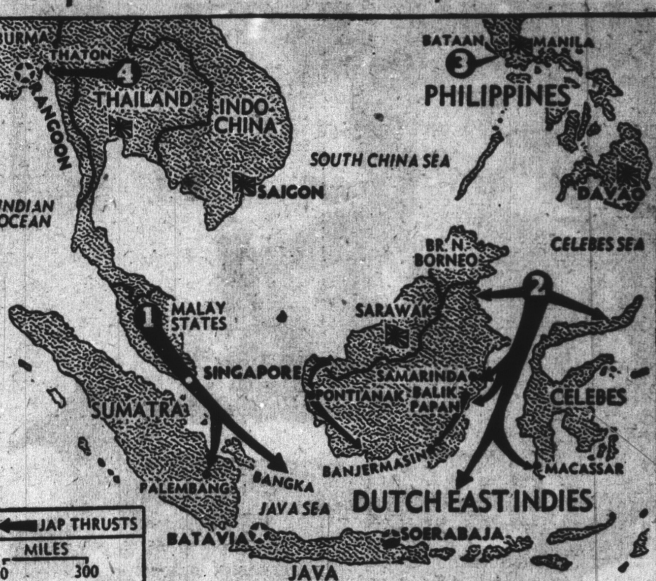 BURMA
THATON
4
RANGOON
THAILAND
INDO-
CHINA
SAIGON
INDIAN
OCEAN
SOUTH CHINA SEA
BATAAN
MANILA
3
PHILIPPINES
DAVAO
CELEBES SEA
BR. N.
BORNEO
2
1
MALAY
STATES
SARAWAK
SINGAPORE
SAMARINDA
PONTIANAK
BALIK
PAPAN
CELEBES
SUMATRA
BANJERMASIN
MACASSAR
PALEMBANG
BANGKA
JAVA SEA
DUTCH EAST INDIES
JAP THRUSTS
MILES
0 300
BATAVIA
SOERABAJA
JAVA